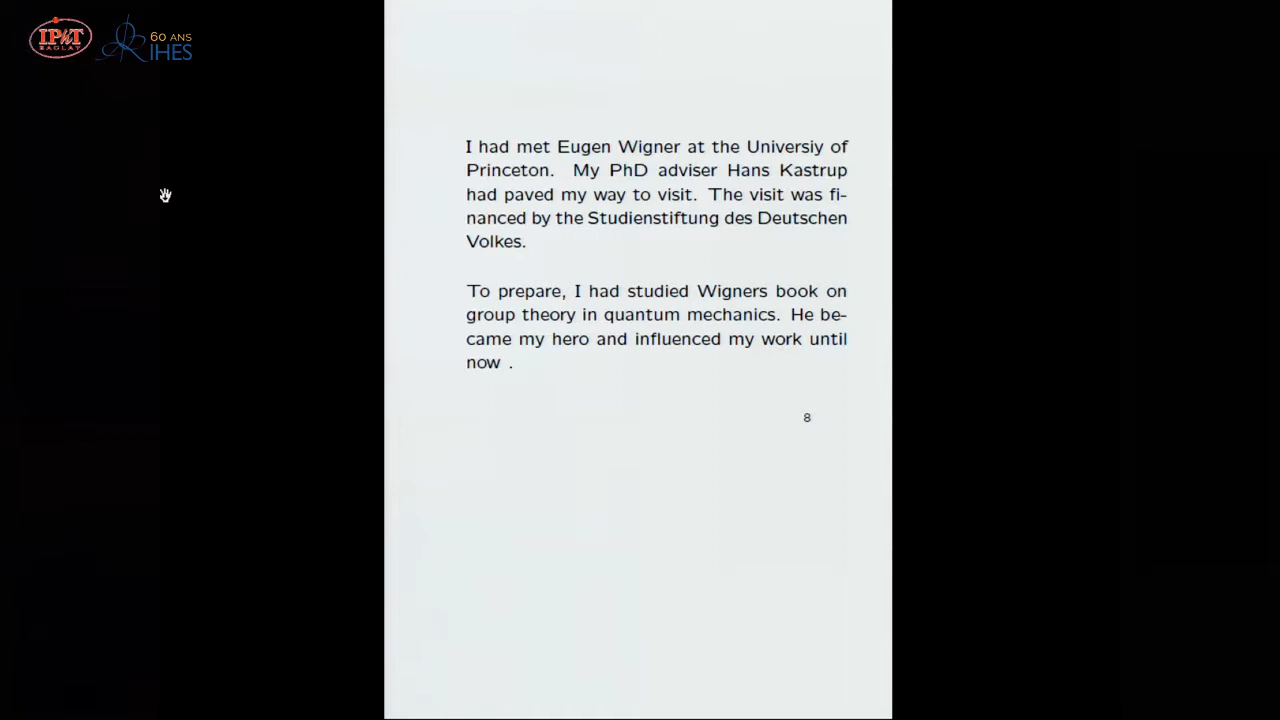 IPhT
SACLAY
60 ANS
IHES
I had met Eugen Wigner at the Universiy of
Princeton. My PhD adviser Hans Kastrup
had paved my way to visit. The visit was fi-
nanced by the Studienstiftung des Deutschen
Volkes.
To prepare, I had studied Wigners book on
group theory in quantum mechanics. He be-
came my hero and influenced my work until
now .
8